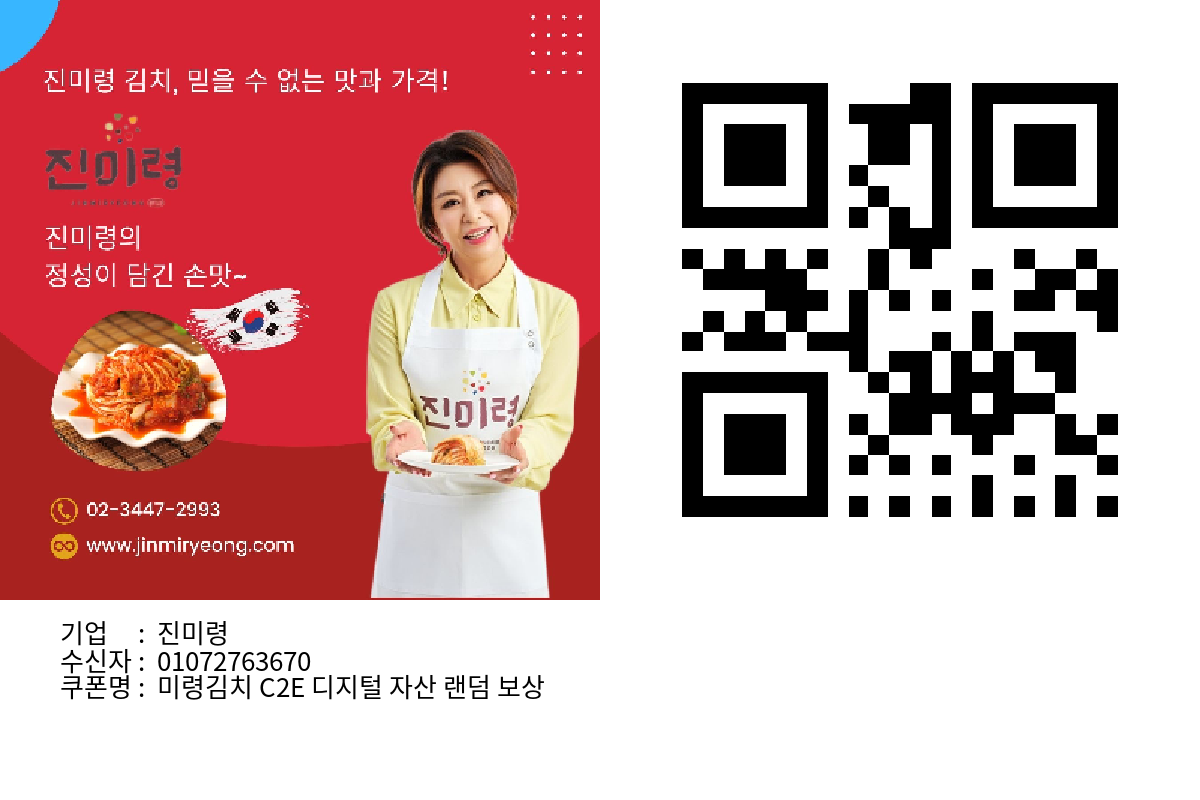 진미령 김치, 믿을 수 없는 맛과 가격!
진미령
진미령의
정성이 담긴 손맛~
진미령
02-3447-2993
www.jinmiryeong.com
기업 : 진미령
수신자 : 01072763670
쿠폰명 : 미령김치 C2E 디지털 자산 랜덤 보상